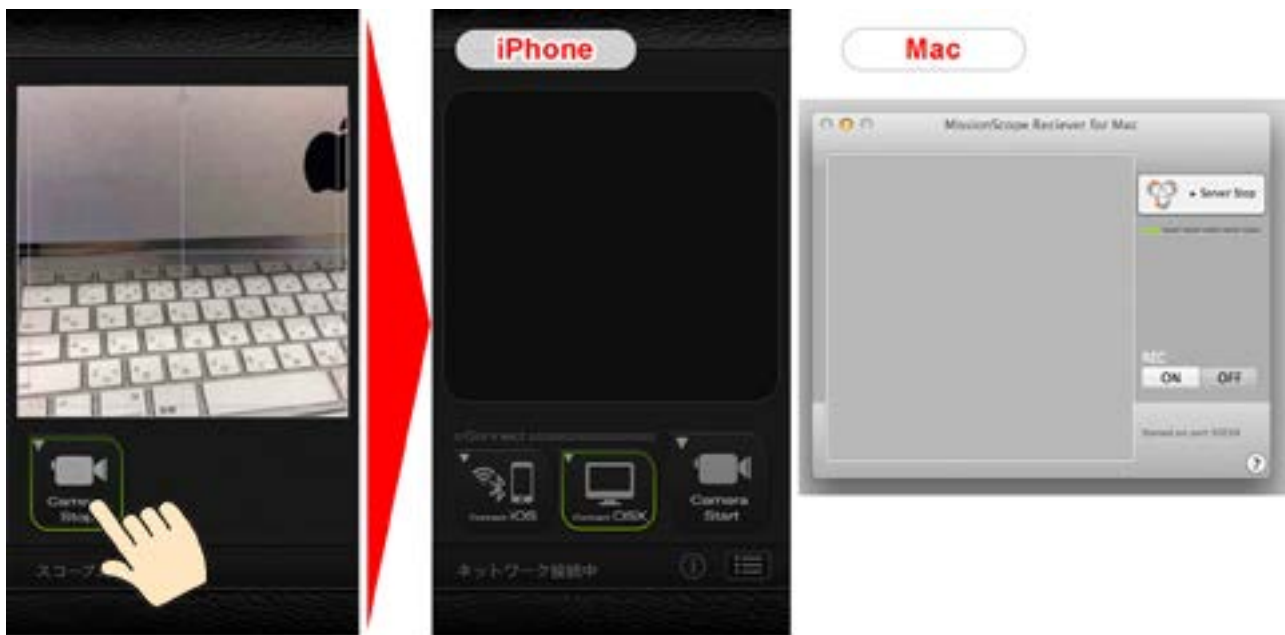 iPhone
Mac
MissionScope Reciever for Mac
Server Stop
REC
ON OFF
Camera
Stop
スコープ
Connect
Connect iOS
Connect OSX
Camera
Start
ネットワーク接続中
?